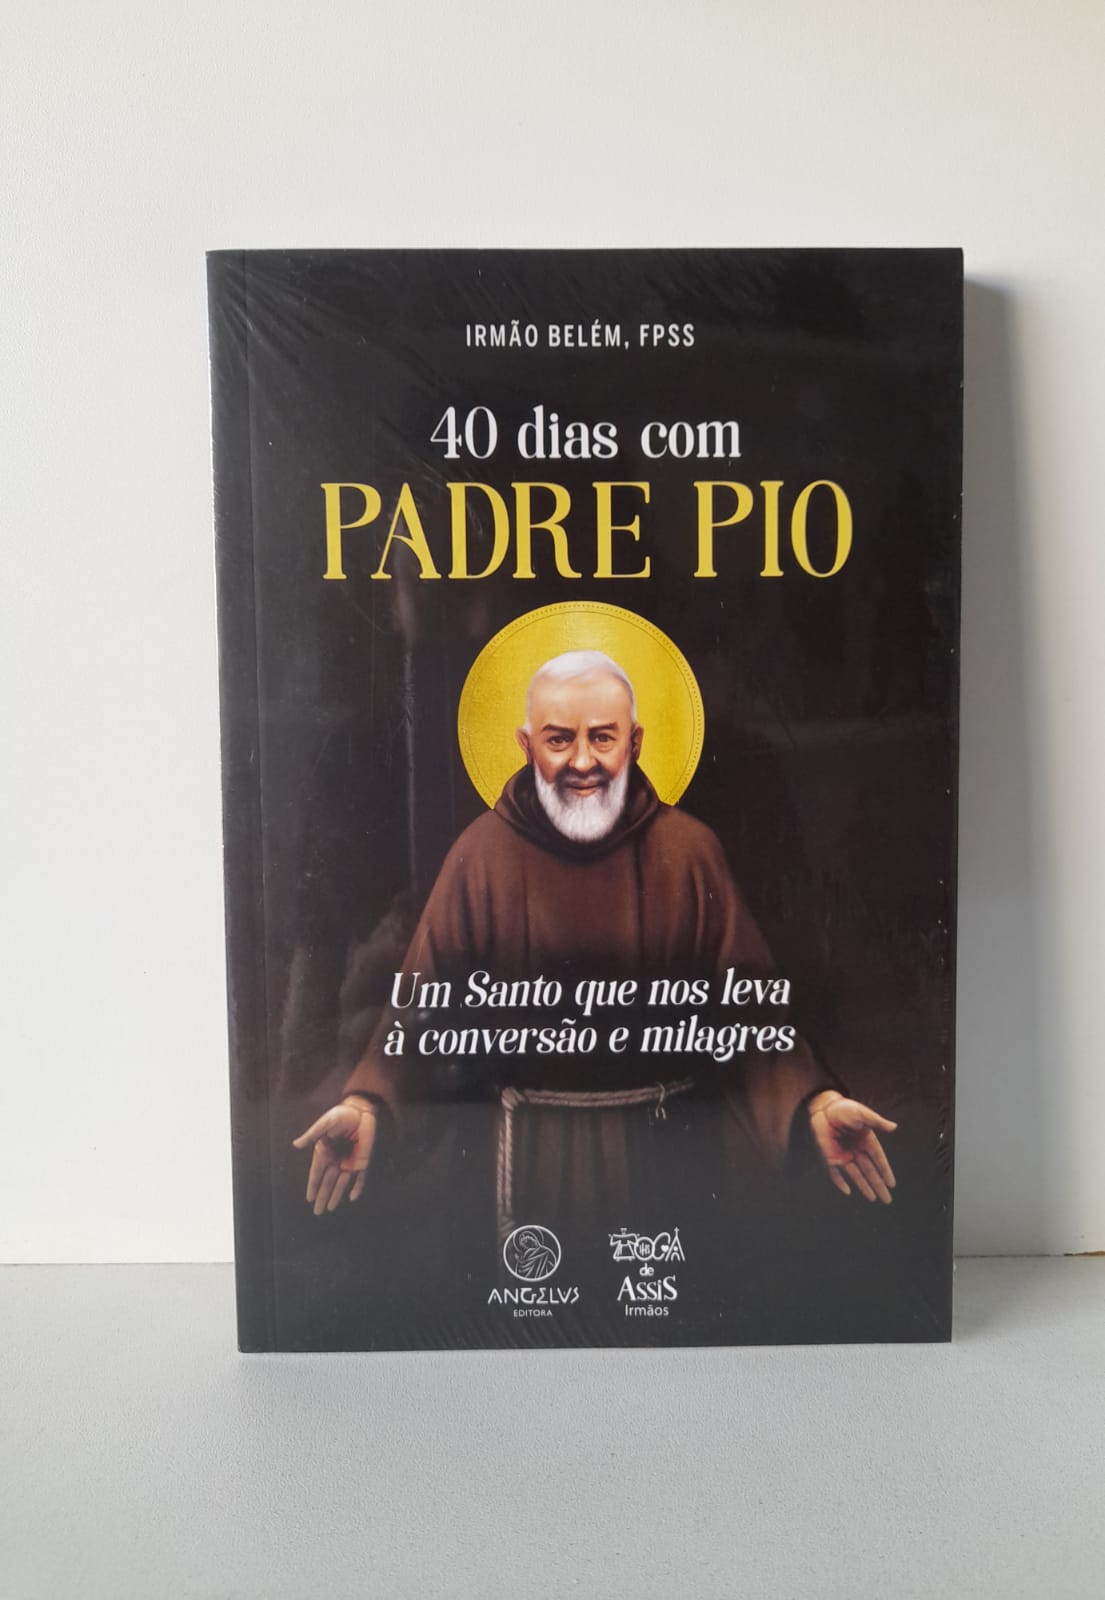 IRMÃO BELÉM, FPSS
40 dias com
PADRE PIO
Um Santo que nos leva
à conversão e milagres
ANGELVS
EDITORA
TOCA
de
ASSIS
Irmãos